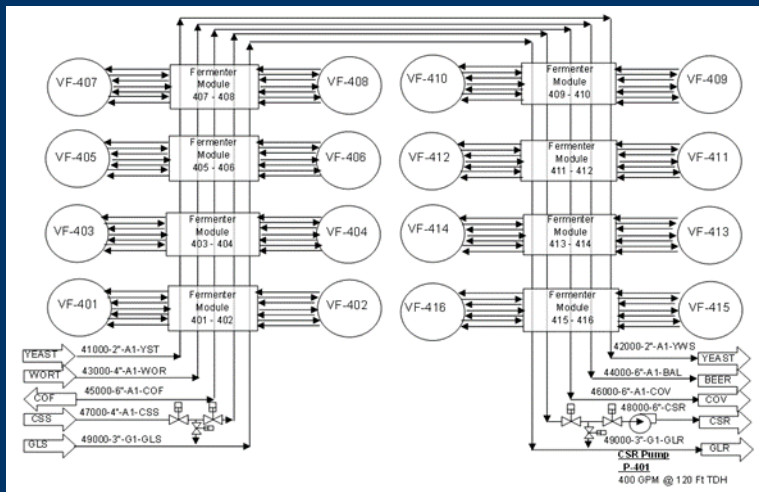 VF-407
Fermenter
Module
407 - 408
VF-408
VF-410
Fermenter
Module
409 - 410
VF-409
VF-405
Fermenter
Module
405 - 406
VF-406
VF-412
Fermenter
Module
411 - 412
VF-411
VF-403
Fermenter
Module
403 - 404
VF-404
VF-414
Fermenter
Module
413 - 414
VF-413
VF-401
Fermenter
Module
401 - 402
VF-402
VF-416
Fermenter
Module
415 - 416
VF-415
YEAST
41000-2"-A1-YST
WORT
43000-4"-A1-WOR
COF
45000-6"-A1-COF
CSS
47000-4"-A1-CSS
GLS
49000-3"-G1-GLS
42000-2"-A1-YWS
YEAST
44000-6"-A1-BAL
BEER
46000-6"-A1-COV
COV
48000-6"-CSR
CSR
49000-3"-G1-GLR
GLR
CSR Pump
P-401
400 GPM @ 120 Ft TDH